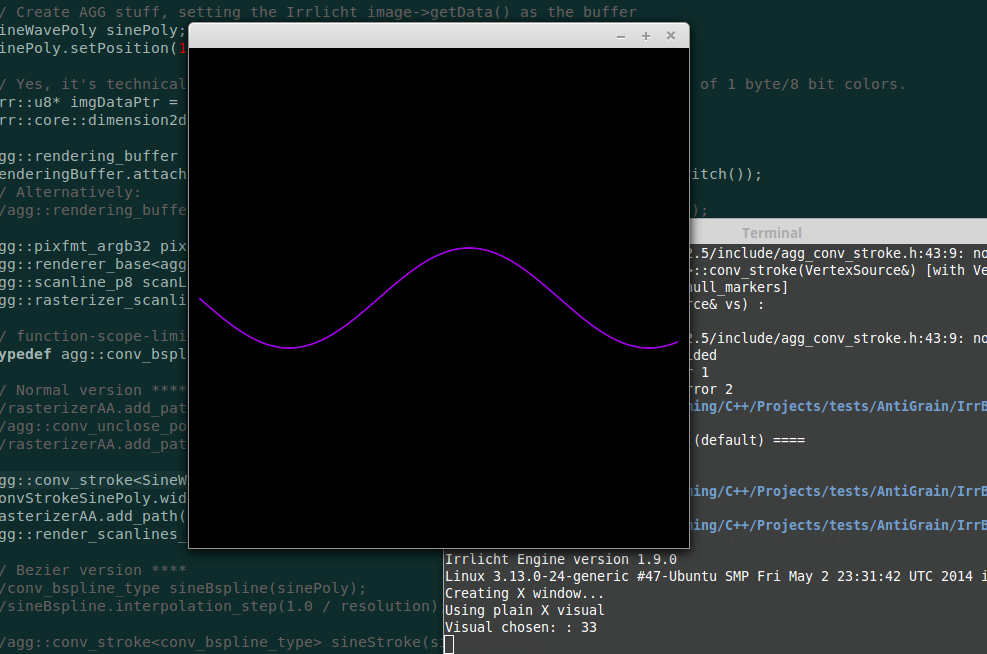 / Create AGG stuff, setting the Irrlicht image->getData() as the buffer
ineWavePoly sinePoly;
inePoly.setPosition(1
/ Yes, it's technical
of 1 byte/8 bit colors.
rr::u8* imgDataPtr =
rr::core::dimension2d
gg::rendering_buffer
enderingBuffer.attach
itch());
/ Alternatively:
/agg::rendering_buffe
);
gg::pixfmt_argb32 pix
gg::renderer_base<agg
gg::scanline_p8 scanL
gg::rasterizer_scanli
/ function-scope-limi
ypedef agg::conv_bspl
/ Normal version ****
/rasterizerAA.add_pat
/agg::conv_unclose_po
/rasterizerAA.add_pat
gg::conv_stroke<SineW
onvStrokeSinePoly.wid
asterizerAA.add_path(
gg::render_scanlines_
/ Bezier version ****
/conv_bspline_type sineBspline(sinePoly);
/sineBspline.interpolation_step(1.0 / resolution)
/agg::conv_stroke<conv_bspline_type> sineStroke(si
Terminal
2.5/include/agg_conv_stroke.h:43:9: no
>::conv_stroke(VertexSource&) [with Ve
null_markers]
rce& vs) :
2.5/include/agg_conv_stroke.h:43:9: no
ided
r 1
rror 2
ing/C++/Projects/tests/AntiGrain/IrrB
(default) ====
ing/C++/Projects/tests/AntiGrain/IrrB
ing/C++/Projects/tests/AntiGrain/IrrB
Irrlicht Engine version 1.9.0
Linux 3.13.0-24-generic #47-Ubuntu SMP Fri May 2 23:31:42 UTC 2014 i
Creating X window...
Using plain X visual
Visual chosen: : 33